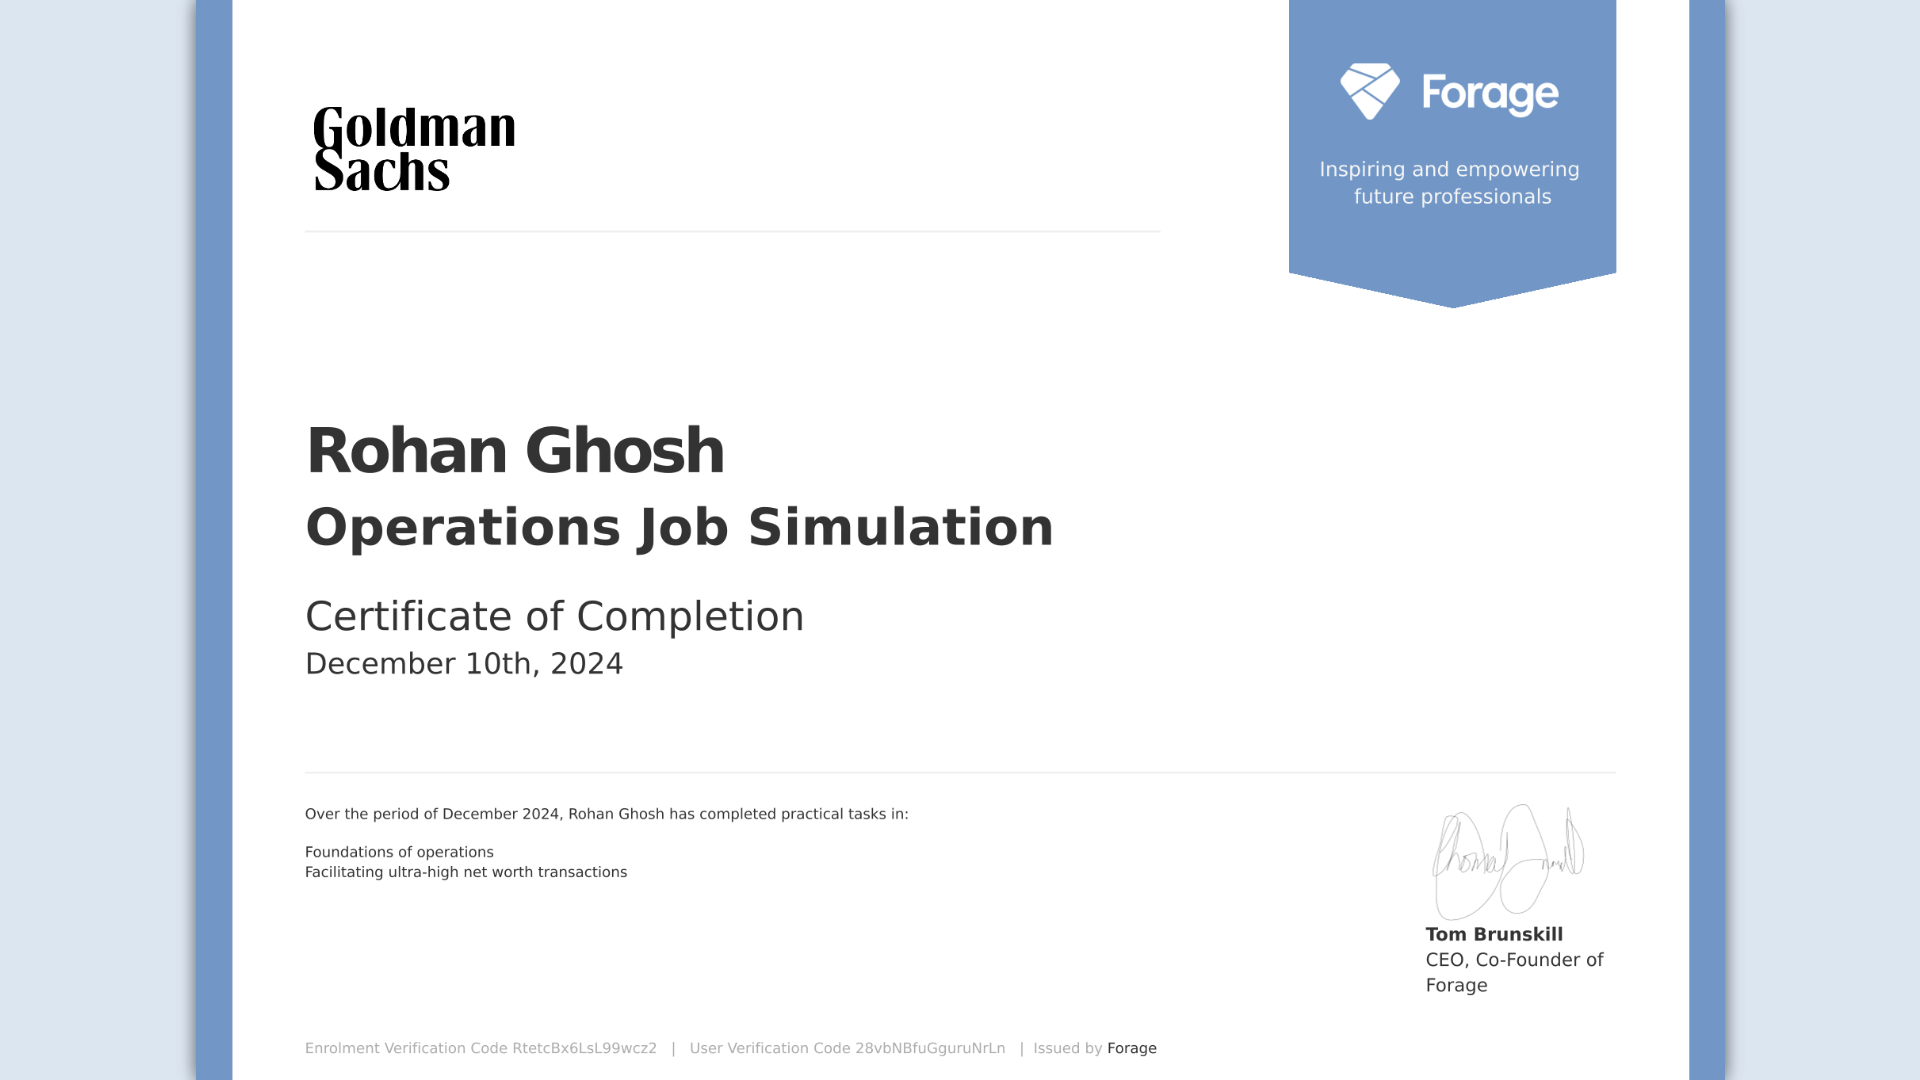 Goldman
Sachs
Forage
Inspiring and empowering
future professionals
Rohan Ghosh
Operations Job Simulation
Certificate of Completion
December 10th, 2024
Over the period of December 2024, Rohan Ghosh has completed practical tasks in:
Foundations of operations
Facilitating ultra-high net worth transactions
Tom Brunskill
CEO, Co-Founder of
Forage
Enrolment Verification Code RtetcBx6LsL99wcz2 | User Verification Code 28vbNBfuGguruNrLn | Issued by Forage